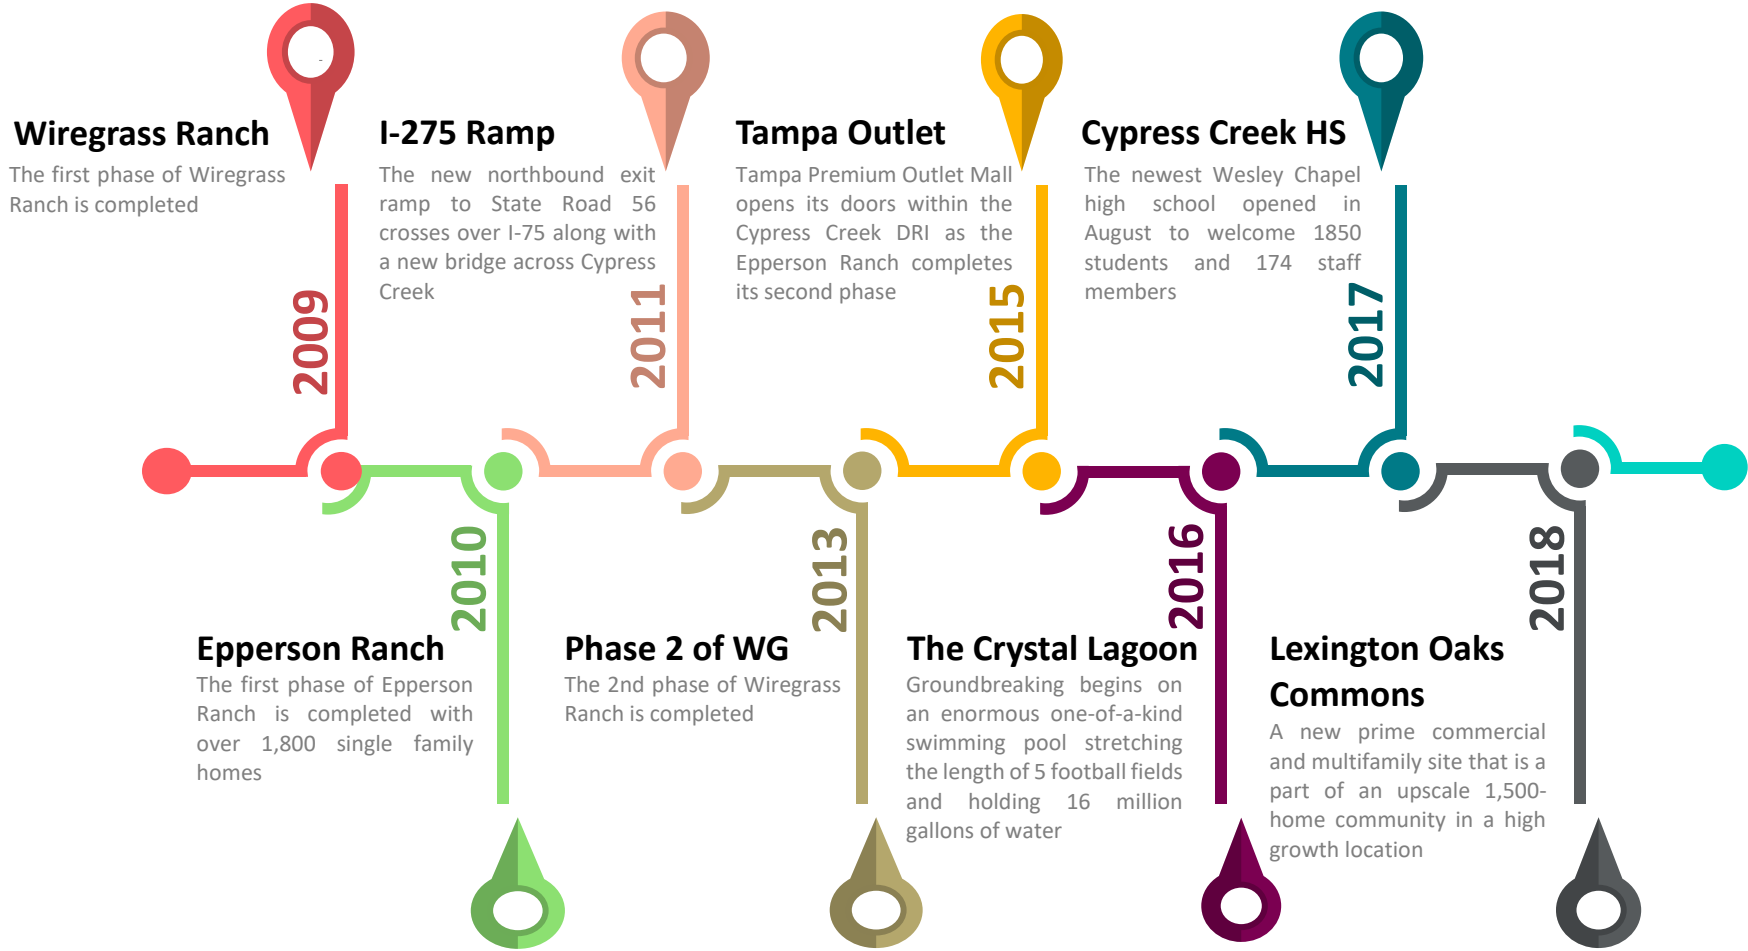 Wiregrass Ranch
The first phase of Wiregrass
Ranch is completed
2009
I-275 Ramp
The new northbound exit
ramp to State Road 56
crosses over I-75 along with
a new bridge across Cypress
Creek
2011
Tampa Outlet
Tampa Premium Outlet Mall
opens its doors within the
Cypress Creek DRI as the
Epperson Ranch completes
its second phase
2015
Cypress Creek HS
The newest Wesley Chapel
high school opened in
August to welcome 1850
students and 174 staff
members
2017
2010
Epperson Ranch
The first phase of Epperson
Ranch is completed with
over 1,800 single family
homes
2013
Phase 2 of WG
The 2nd phase of Wiregrass
Ranch is completed
2016
The Crystal Lagoon
Groundbreaking begins on
an enormous one-of-a-kind
swimming pool stretching
the length of 5 football fields
and holding 16 million
gallons of water
2018
Lexington Oaks
Commons
A new prime commercial
and multifamily site that is a
part of an upscale 1,500-
home community in a high
growth location